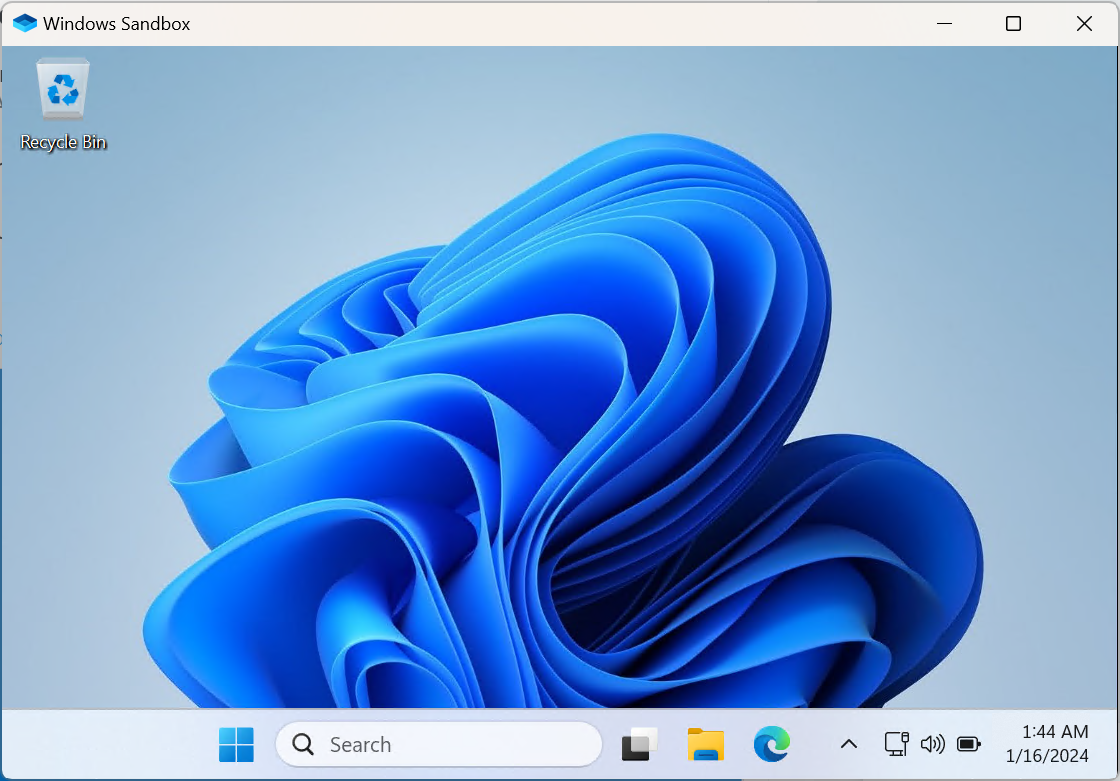 Windows Sandbox
Recycle Bin
Search
1:44 AM
1/16/2024